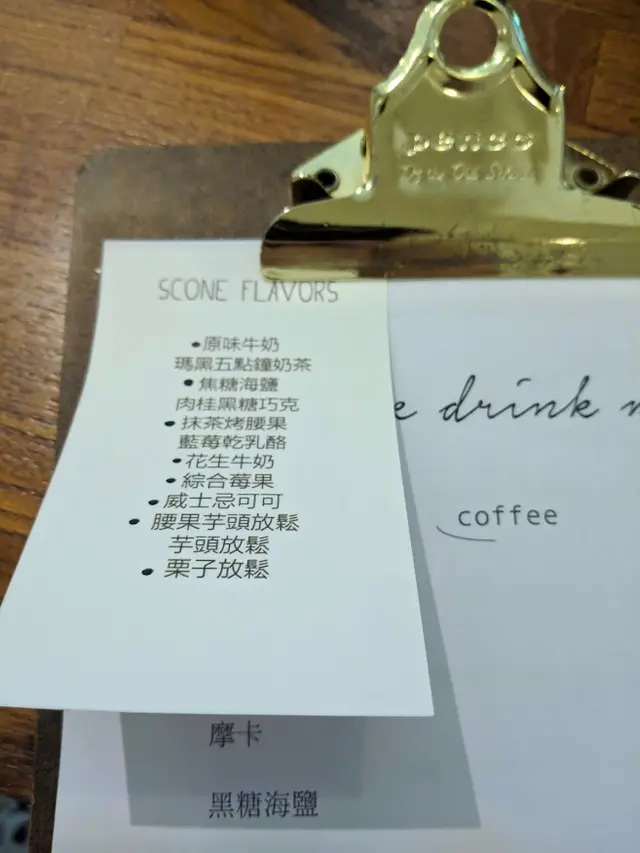 penco
SCONE FLAVORS
•原味牛奶
瑪黑五點鐘奶茶
•焦糖海鹽
肉桂黑糖巧克
•抹茶烤腰果
藍莓乾乳酪
•花生牛奶
•綜合莓果
•威士忌可可
•腰果芋頭放鬆
芋頭放鬆
•栗子放鬆
drink
coffee
摩卡
黑糖海鹽